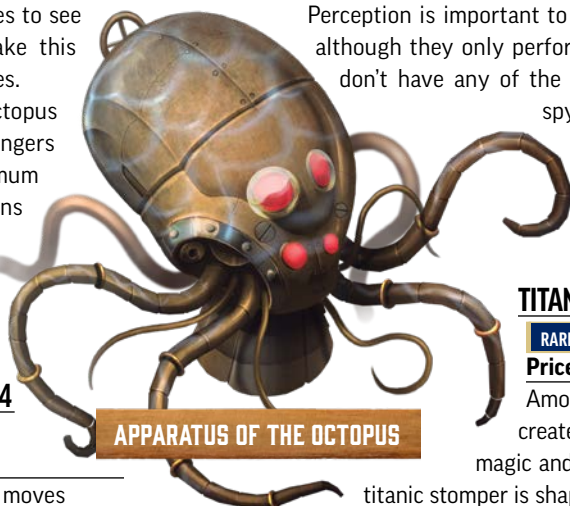 es to see
ake this
es.
ctopus
ngers
mum
ns
4
moves
Perception is important to
although they only perfor
don't have any of the
spy
APPARATUS OF THE OCTOPUS
TITAN
RARE
Price
Amo
create
magic and
titanic stomper is shap